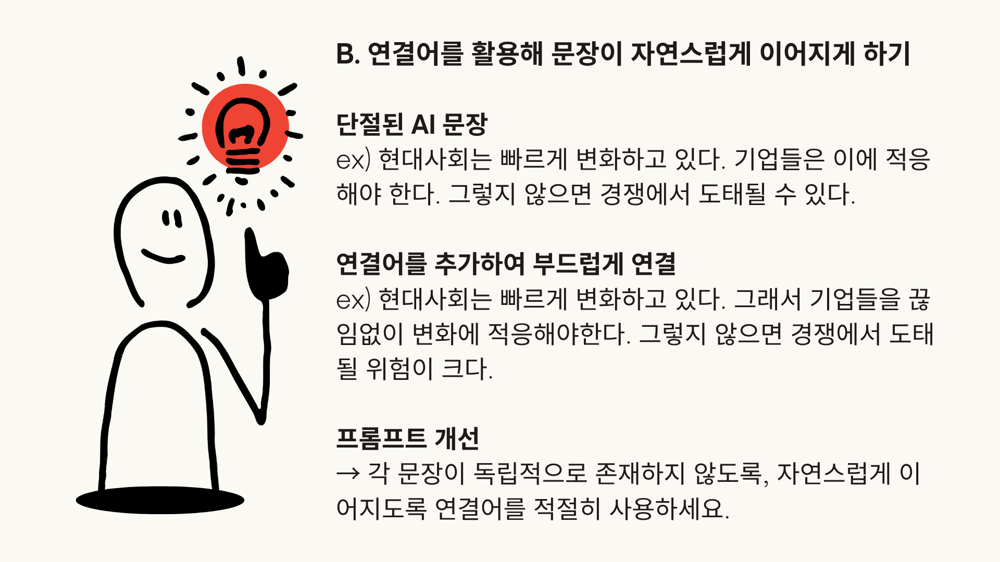 B. 연결어를 활용해 문장이 자연스럽게 이어지게 하기
단절된 AI 문장
ex) 현대사회는 빠르게 변화하고 있다. 기업들은 이에 적응
해야 한다. 그렇지 않으면 경쟁에서 도태될 수 있다.
연결어를 추가하여 부드럽게 연결
ex) 현대사회는 빠르게 변화하고 있다. 그래서 기업들을 끊
임없이 변화에 적응해야한다. 그렇지 않으면 경쟁에서 도태
될 위험이 크다.
프롬프트 개선
→ 각 문장이 독립적으로 존재하지 않도록, 자연스럽게 이
어지도록 연결어를 적절히 사용하세요.